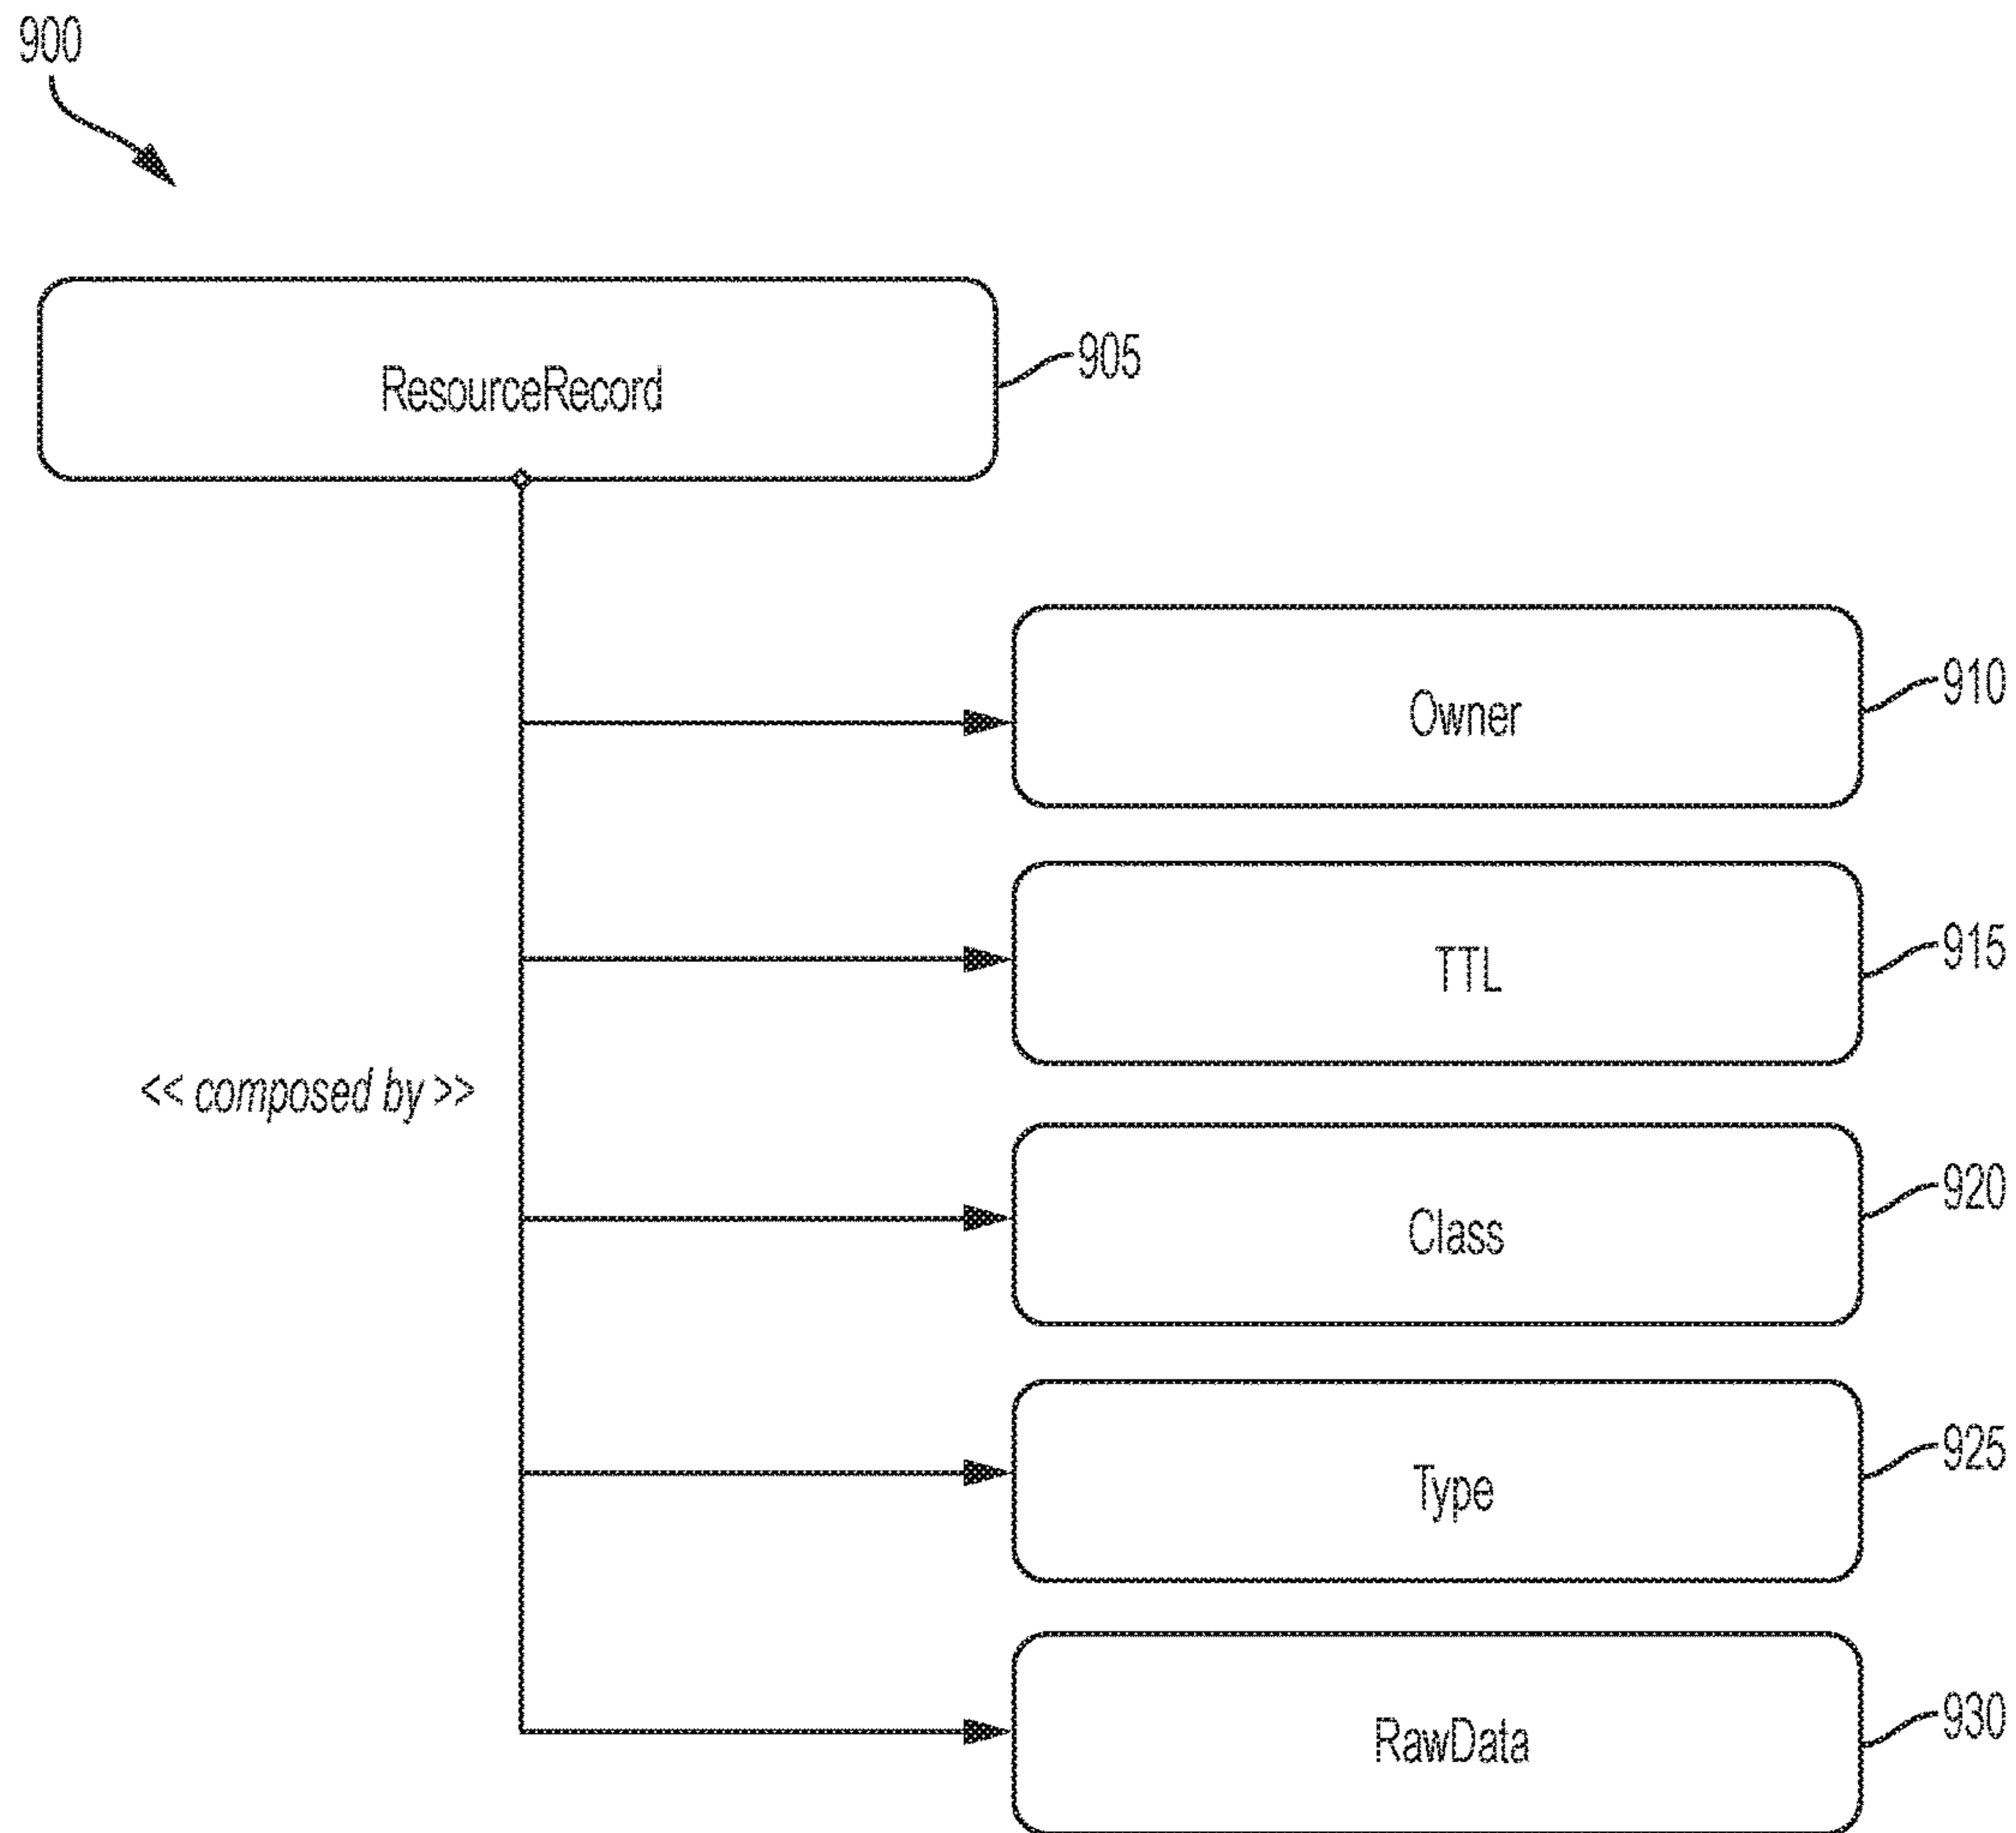 900
ResourceRecord
905
Owner
910
TTL
915
<< composed by >>
Class
920
Type
925
RawData
930